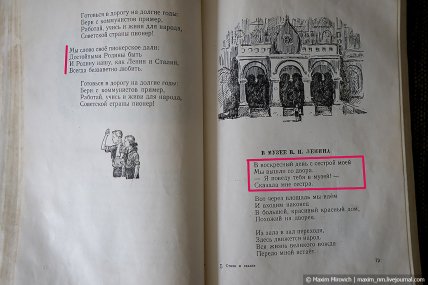 Готовься в дорогу на долгие годы:
Бери с коммунистов пример,
Работай, учись и живи для народа,
Советской страны пионер!
Мы слово своё пионерское дали:
Достойными Родины быть
И Родину нашу, как Ленин и Сталин,
Всегда беззаветно любить.
Готовься в дорогу на долгие годы:
Бери с коммунистов пример,
Работай, учись и живи для народа,
Советской страны пионер!
В МУЗЕЕ В. И. ЛЕНИНА
В воскресный день с сестрой моей
Мы вышли со двора.
— Я поведу тебя в музей! —
Сказала мне сестра.
Вот через площадь мы идём
И входим наконец
В большой, красивый красный дом,
Похожий на дворец.
Из зала в зал переходя,
Здесь движется народ.
Вся жизнь великого вождя
Передо мной встаёт.
Стихи и сказки
© Maxim Mirovich | maxim_nm.livejournal.com